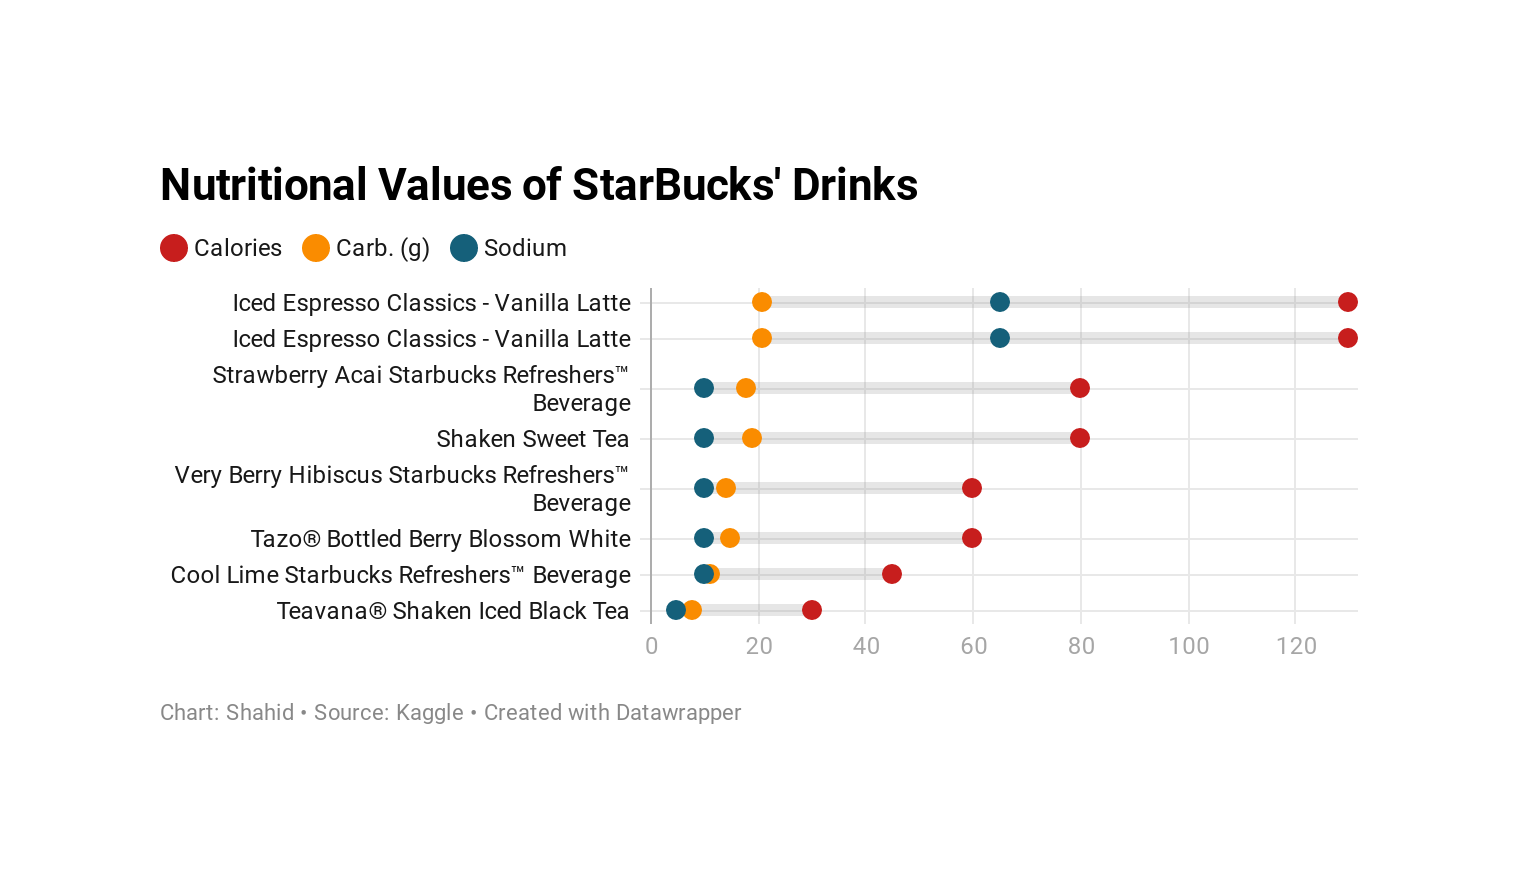 Nutritional Values of StarBucks' Drinks
Calories Carb. (g) Sodium
Iced Espresso Classics - Vanilla Latte
Iced Espresso Classics - Vanilla Latte
Strawberry Acai Starbucks Refreshers™
Beverage
Shaken Sweet Tea
Very Berry Hibiscus Starbucks Refreshers™
Beverage
Tazo® Bottled Berry Blossom White
Cool Lime Starbucks Refreshers™ Beverage
Teavana® Shaken Iced Black Tea
0 20 40 60 80 100 120
Chart: Shahid • Source: Kaggle • Created with Datawrapper